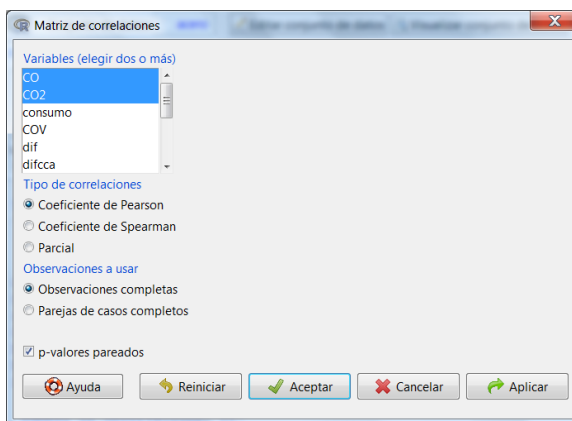 Matriz de correlaciones
Variables (elegir dos o más)
CO
CO2
consumo
COV
dif
difcca
Tipo de correlaciones
Coeficiente de Pearson
Coeficiente de Spearman
Parcial
Observaciones a usar
Observaciones completas
Parejas de casos completos
p-valores pareados
Ayuda Reiniciar Aceptar Cancelar Aplicar